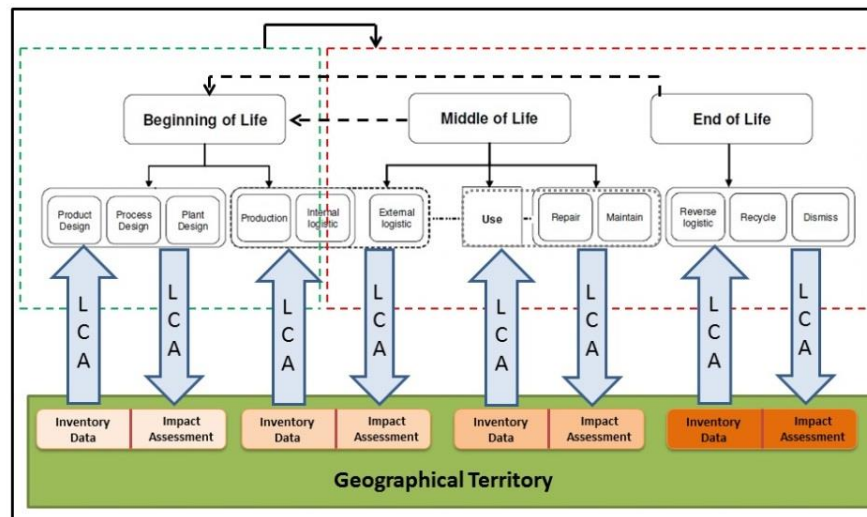 Beginning of Life
Middle of Life
End of Life
Product
Design
Process
Design
Plant
Design
Production
Internal
logistic
External
logistic
Use
Repair
Maintain
Reverse
logistic
Recycle
Dismiss
L
C
A
L
C
A
L
C
A
L
C
A
L
C
A
L
C
A
L
C
A
L
C
A
Inventory
Data
Impact
Assessment
Inventory
Data
Impact
Assessment
Inventory
Data
Impact
Assessment
Inventory
Data
Impact
Assessment
Geographical Territory